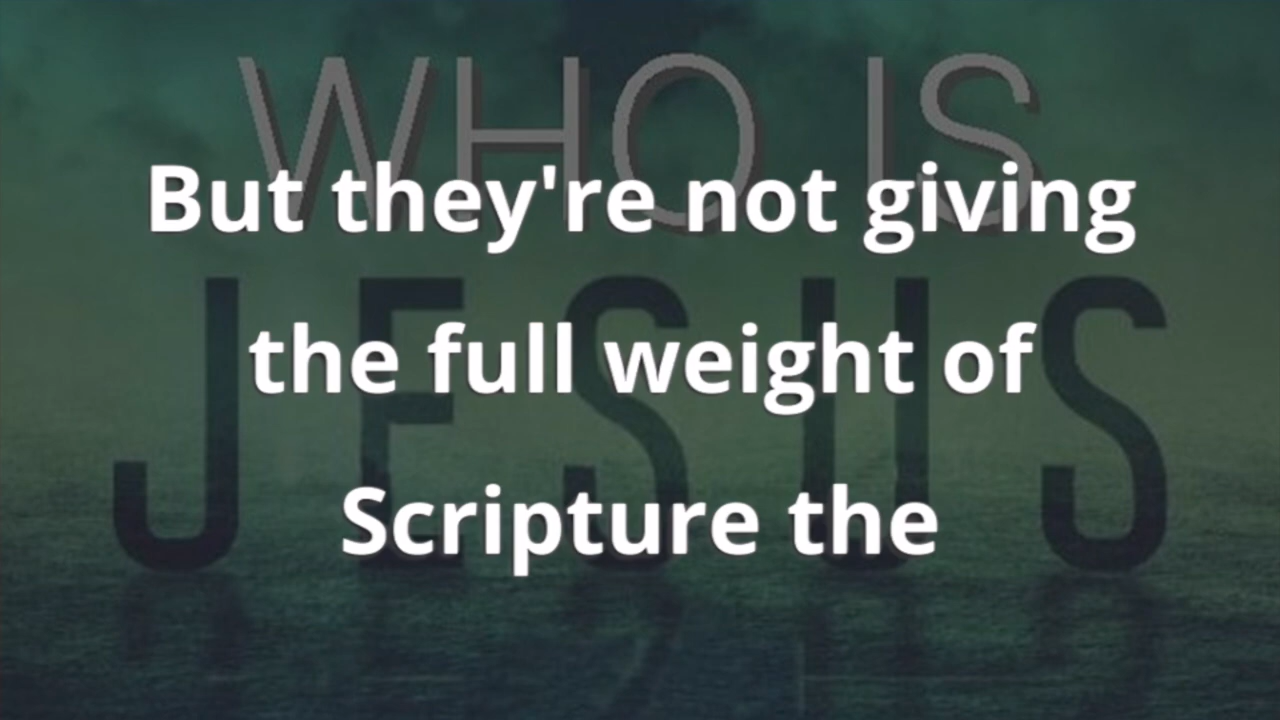 WHO IS
But they're not giving
JESUS
the full weight of
Scripture the